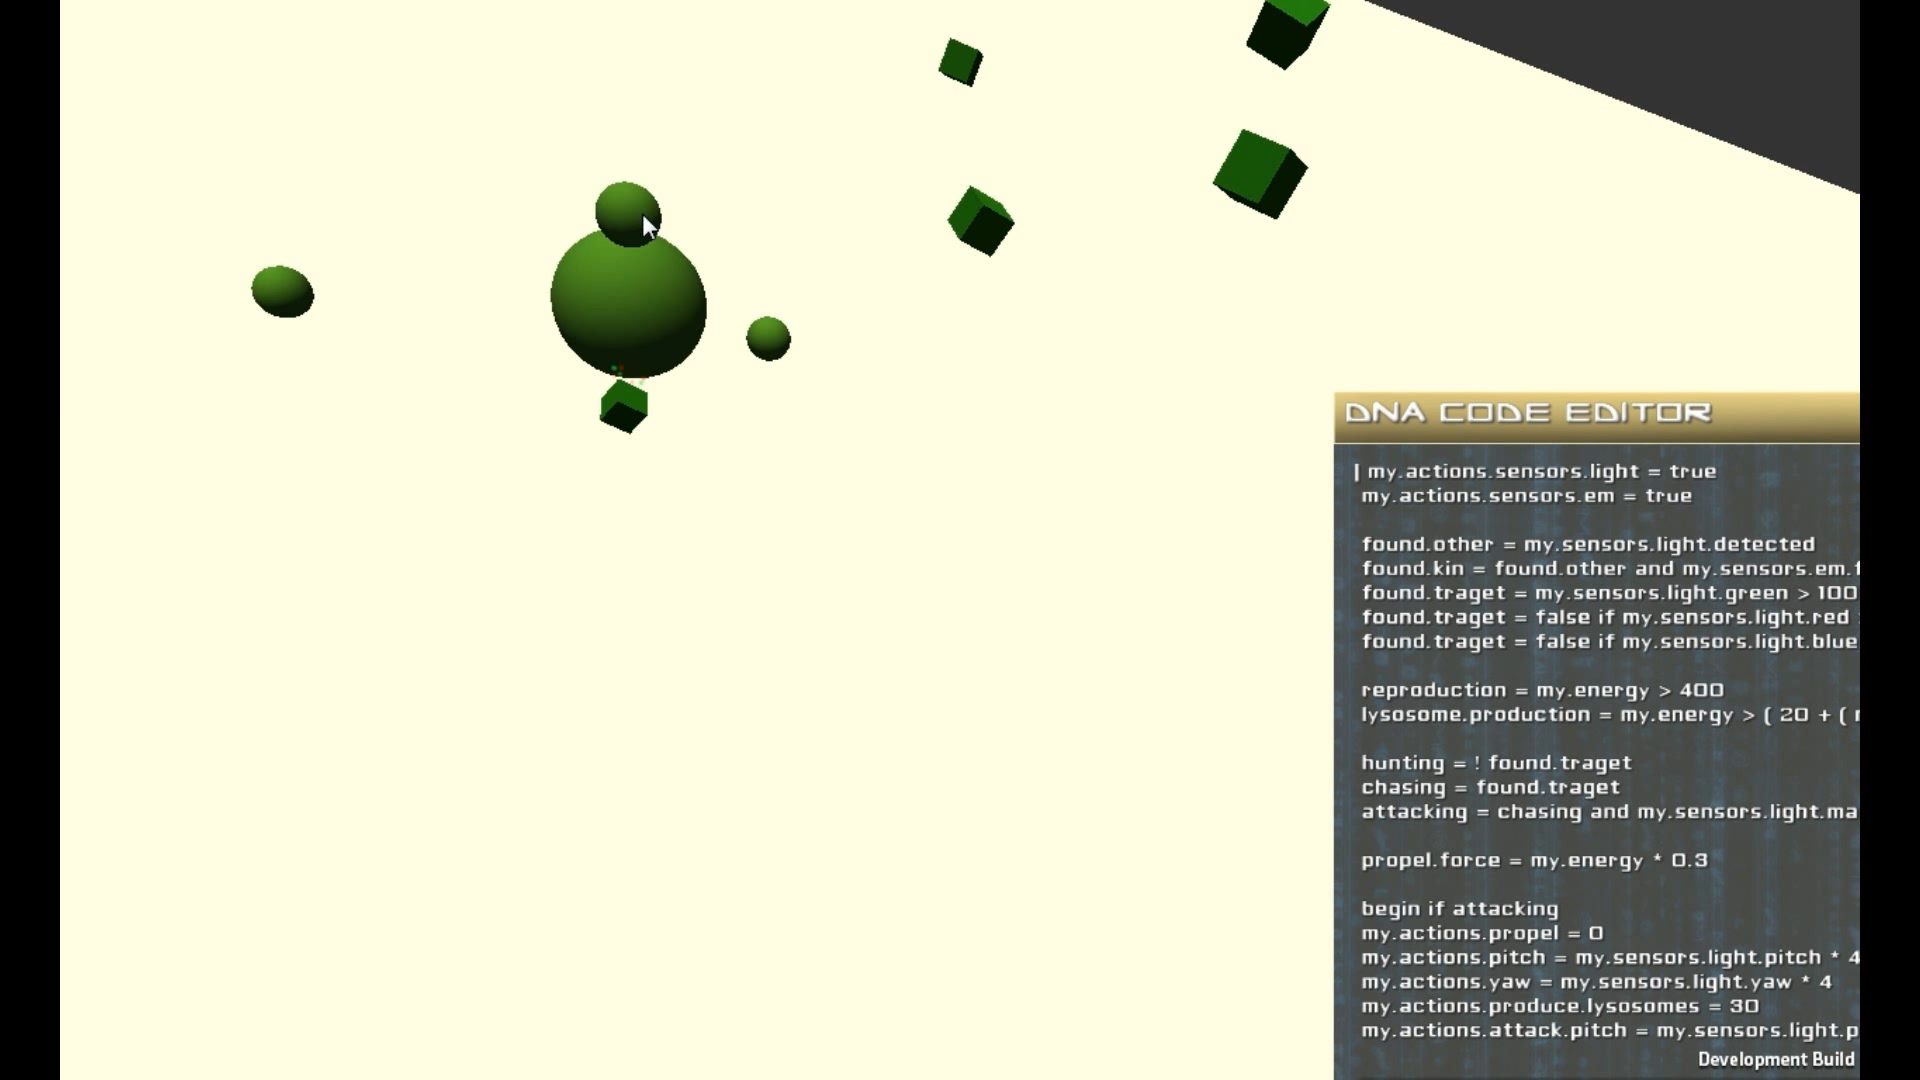 DNA CODE EDITOR
my.actions.sensors.light = true
my.actions.sensors.em = true
found.other = my.sensors.light.detected
found.kin = found.other and my.sensors.em.f
found.traget = my.sensors.light.green > 100
found.traget = false if my.sensors.light.red
found.traget = false if my.sensors.light.blue
reproduction = my.energy > 400
lysosome.production = my.energy > ( 20 + (
hunting = ! found.traget
chasing = found.traget
attacking = chasing and my.sensors.light.ma
propel.force = my.energy * 0.3
begin if attacking
my.actions.propel = 0
my.actions.pitch = my.sensors.light.pitch * 4
my.actions.yaw = my.sensors.light.yaw * 4
my.actions.produce.lysosomes = 30
my.actions.attack.pitch = my.sensors.light.p
Development Build